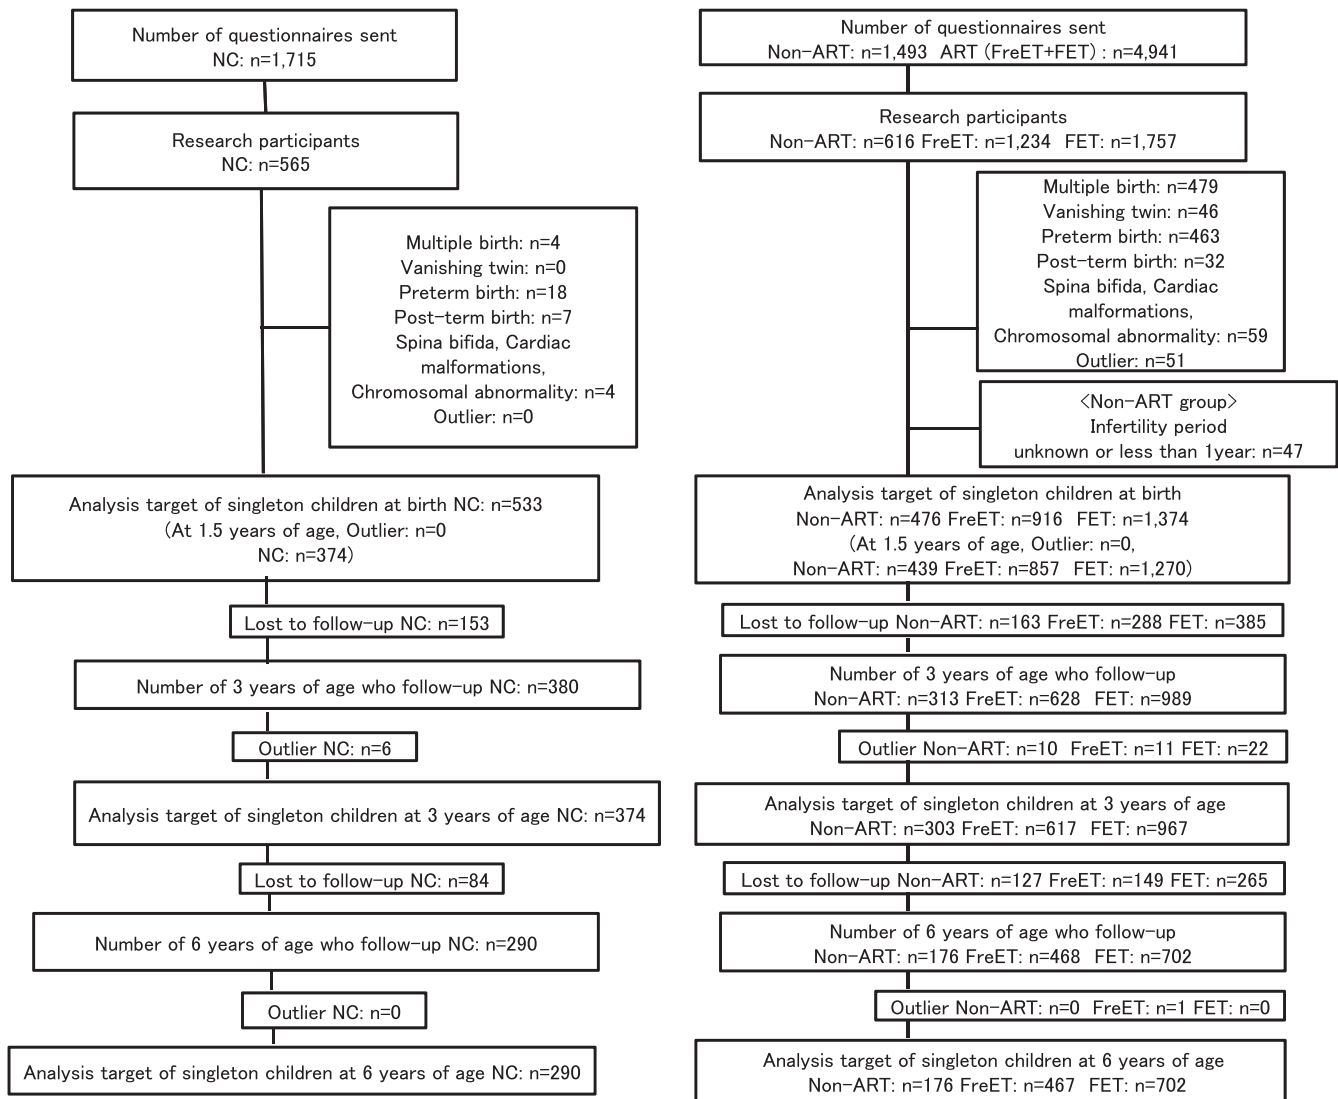 Number of questionnaires sent
NC: n=1,715
Research participants
NC: n=565
Multiple birth: n=4
Vanishing twin: n=0
Preterm birth: n=18
Post-term birth: n=7
Spina bifida, Cardiac
malformations,
Chromosomal abnormality: n=4
Outlier: n=0
Analysis target of singleton children at birth NC: n=533
(At 1.5 years of age, Outlier: n=0
NC: n=374)
Lost to follow-up NC: n=153
Number of 3 years of age who follow-up NC: n=380
Outlier NC: n=6
Analysis target of singleton children at 3 years of age NC: n=374
Lost to follow-up NC: n=84
Number of 6 years of age who follow-up NC: n=290
Outlier NC: n=0
Analysis target of singleton children at 6 years of age NC: n=290
Number of questionnaires sent
Non-ART: n=1,493 ART (FreET+FET) : n=4,941
Research participants
Non-ART: n=616 FreET: n=1,234 FET: n=1,757
Multiple birth: n=479
Vanishing twin: n=46
Preterm birth: n=463
Post-term birth: n=32
Spina bifida, Cardiac
malformations,
Chromosomal abnormality: n=59
Outlier: n=51
<Non-ART group>
Infertility period
unknown or less than 1year: n=47
Analysis target of singleton children at birth
Non-ART: n=476 FreET: n=916 FET: n=1,374
(At 1.5 years of age, Outlier: n=0,
Non-ART: n=439 FreET: n=857 FET: n=1,270)
Lost to follow-up Non-ART: n=163 FreET: n=288 FET: n=385
Number of 3 years of age who follow-up
Non-ART: n=313 FreET: n=628 FET: n=989
Outlier Non-ART: n=10 FreET: n=11 FET: n=22
Analysis target of singleton children at 3 years of age
Non-ART: n=303 FreET: n=617 FET: n=967
Lost to follow-up Non-ART: n=127 FreET: n=149 FET: n=265
Number of 6 years of age who follow-up
Non-ART: n=176 FreET: n=468 FET: n=702
Outlier Non-ART: n=0 FreET: n=1 FET: n=0
Analysis target of singleton children at 6 years of age
Non-ART: n=176 FreET: n=467 FET: n=702